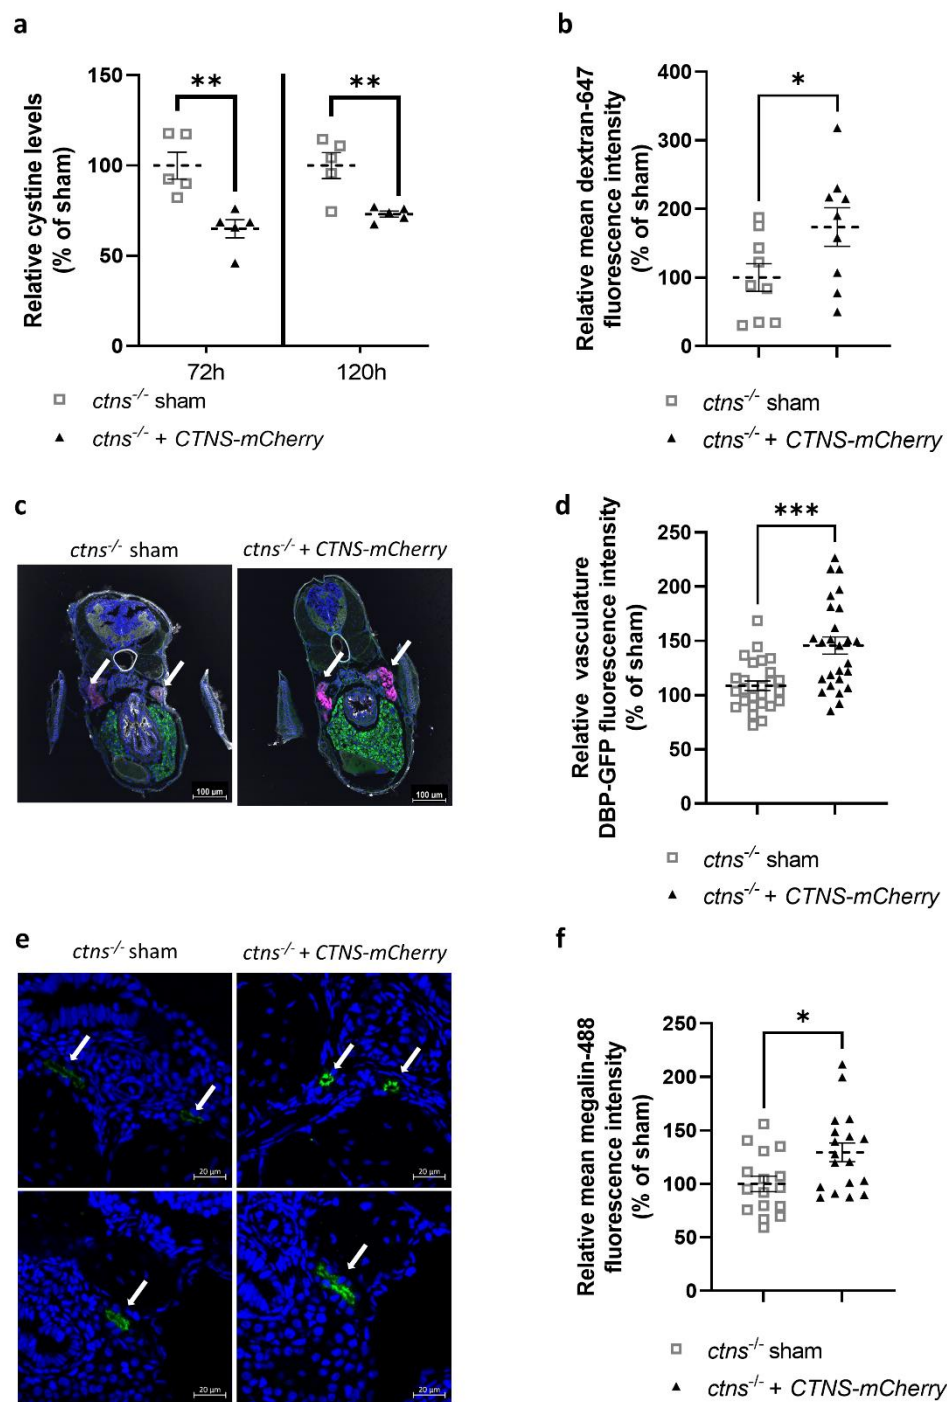 a
Relative cystine levels
(% of sham)
150
100
50
0
**
**
72h
120h
ctns-/- sham
ctns-/- + CTNS-mCherry
b
Relative mean dextran-647
fluorescence intensity
(% of sham)
400
300
200
100
0
*
ctns-/- sham
ctns-/- + CTNS-mCherry
c
ctns-/- sham
ctns-/- + CTNS-mCherry
100 µm
100 µm
d
Relative vasculature
DBP-GFP fluorescence intensity
(% of sham)
250
200
150
100
50
0
***
ctns-/- sham
ctns-/- + CTNS-mCherry
e
ctns-/- sham
ctns-/- + CTNS-mCherry
20 µm
20 µm
20 µm
20 µm
f
Relative mean megalin-488
fluorescence intensity
(% of sham)
250
200
150
100
50
0
*
ctns-/- sham
ctns-/- + CTNS-mCherry